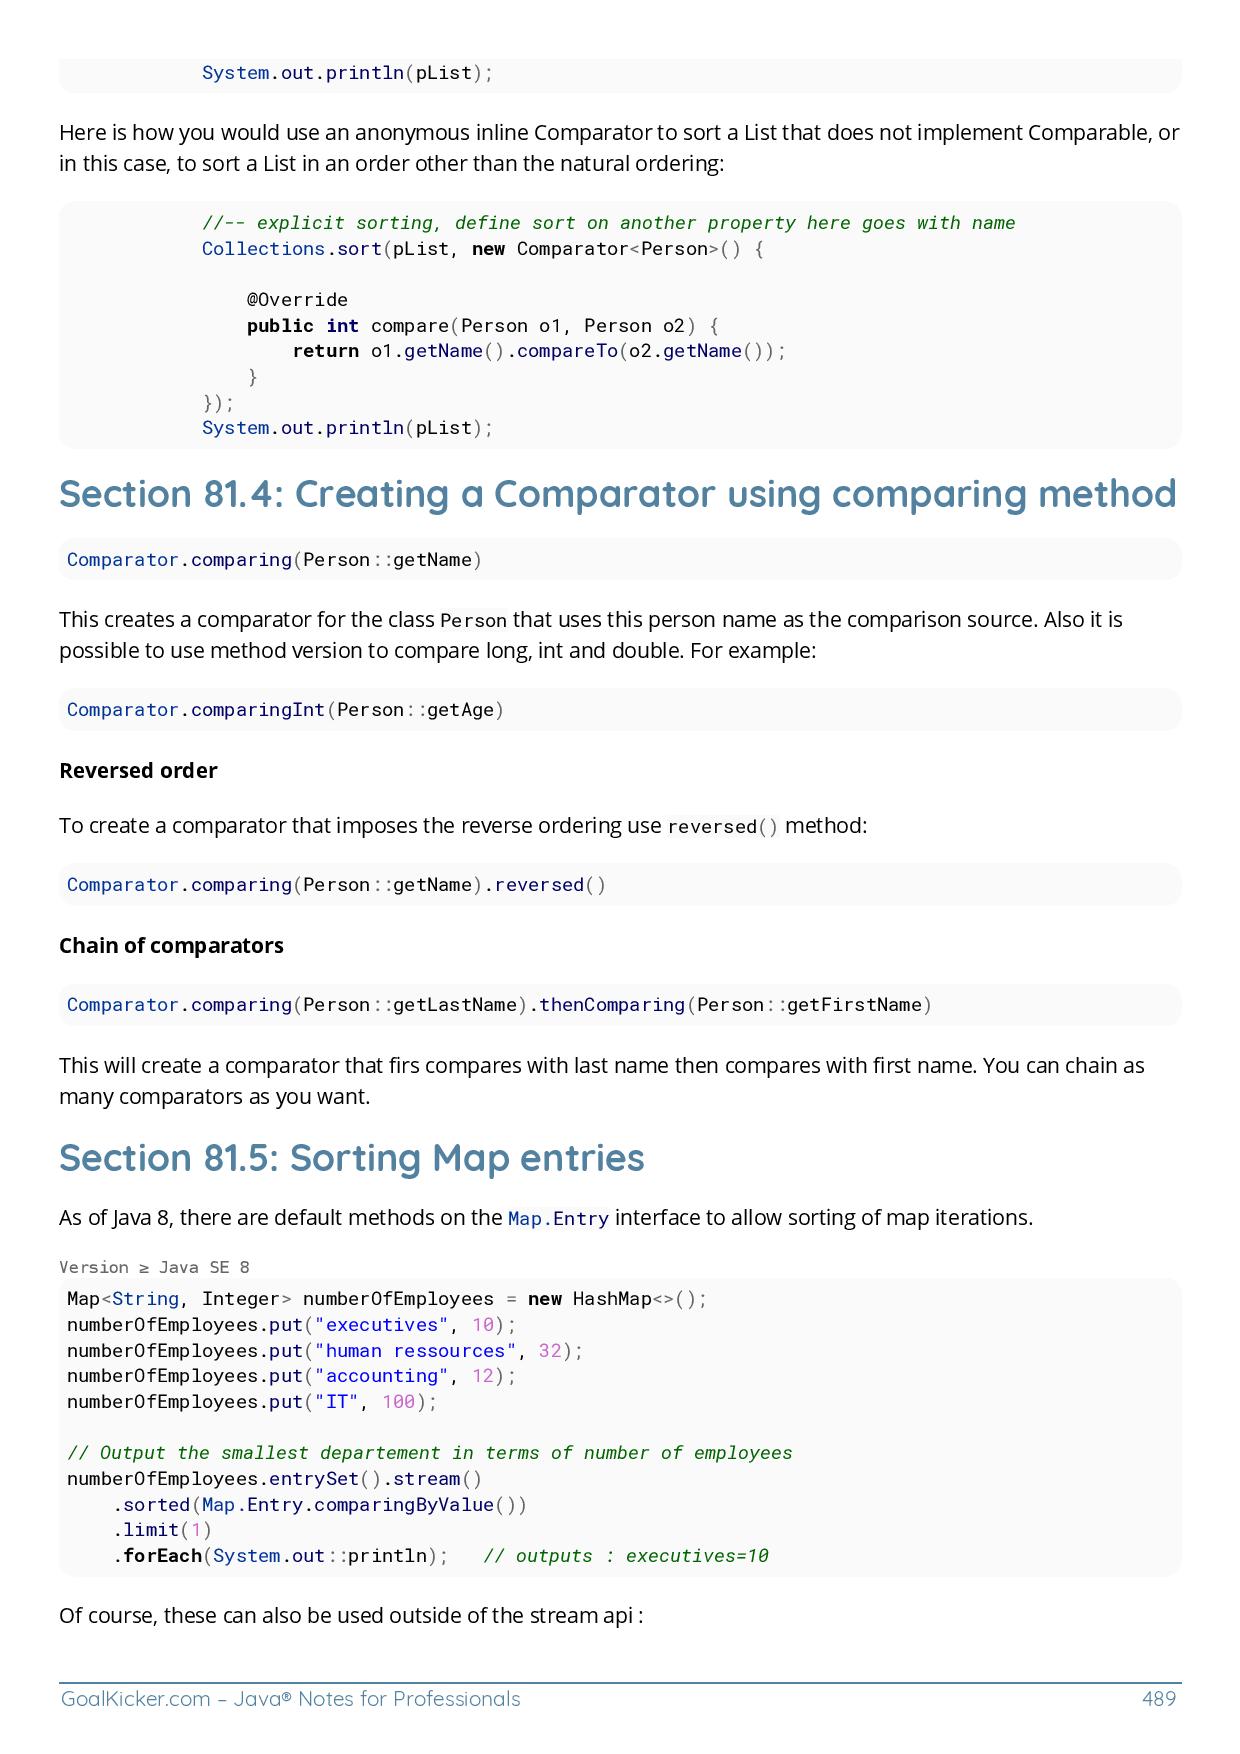 System.out.println(pList);
Here is how you would use an anonymous inline Comparator to sort a List that does not implement Comparable, or
in this case, to sort a List in an order other than the natural ordering:
//-- explicit sorting, define sort on another property here goes with name
Collections.sort(pList, new Comparator<Person>() {
@Override
public int compare(Person o1, Person o2) {
return o1.getName().compareTo(o2.getName());
}
});
System.out.println(pList);
Section 81.4: Creating a Comparator using comparing method
Comparator.comparing(Person::getName)
This creates a comparator for the class Person that uses this person name as the comparison source. Also it is
possible to use method version to compare long, int and double. For example:
Comparator.comparingInt(Person::getAge)
Reversed order
To create a comparator that imposes the reverse ordering use reversed() method:
Comparator.comparing(Person::getName).reversed()
Chain of comparators
Comparator.comparing(Person::getLastName).thenComparing(Person::getFirstName)
This will create a comparator that firs compares with last name then compares with first name. You can chain as
many comparators as you want.
Section 81.5: Sorting Map entries
As of Java 8, there are default methods on the Map.Entry interface to allow sorting of map iterations.
Version ≥ Java SE 8
Map<String, Integer> numberOfEmployees = new HashMap<>();
numberOfEmployees.put("executives", 10);
numberOfEmployees.put("human ressources", 32);
numberOfEmployees.put("accounting", 12);
numberOfEmployees.put("IT", 100);
// Output the smallest departement in terms of number of employees
numberOfEmployees.entrySet().stream()
.sorted(Map.Entry.comparingByValue())
.limit(1)
.forEach(System.out::println);   // outputs : executives=10
Of course, these can also be used outside of the stream api :
GoalKicker.com – Java® Notes for Professionals 489